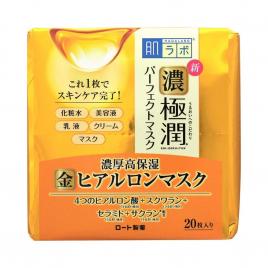 HADALABO
肌ラボ
新
濃
極潤
パーフェクトマスク
これ1枚で
スキンケア完了!
化粧水
美容液
乳液
クリーム
マスク
濃厚高保湿
金ヒアルロンマスク
4つのヒアルロン酸+スクワラン+
セラミド+サクラン
20枚入り
ロート製薬